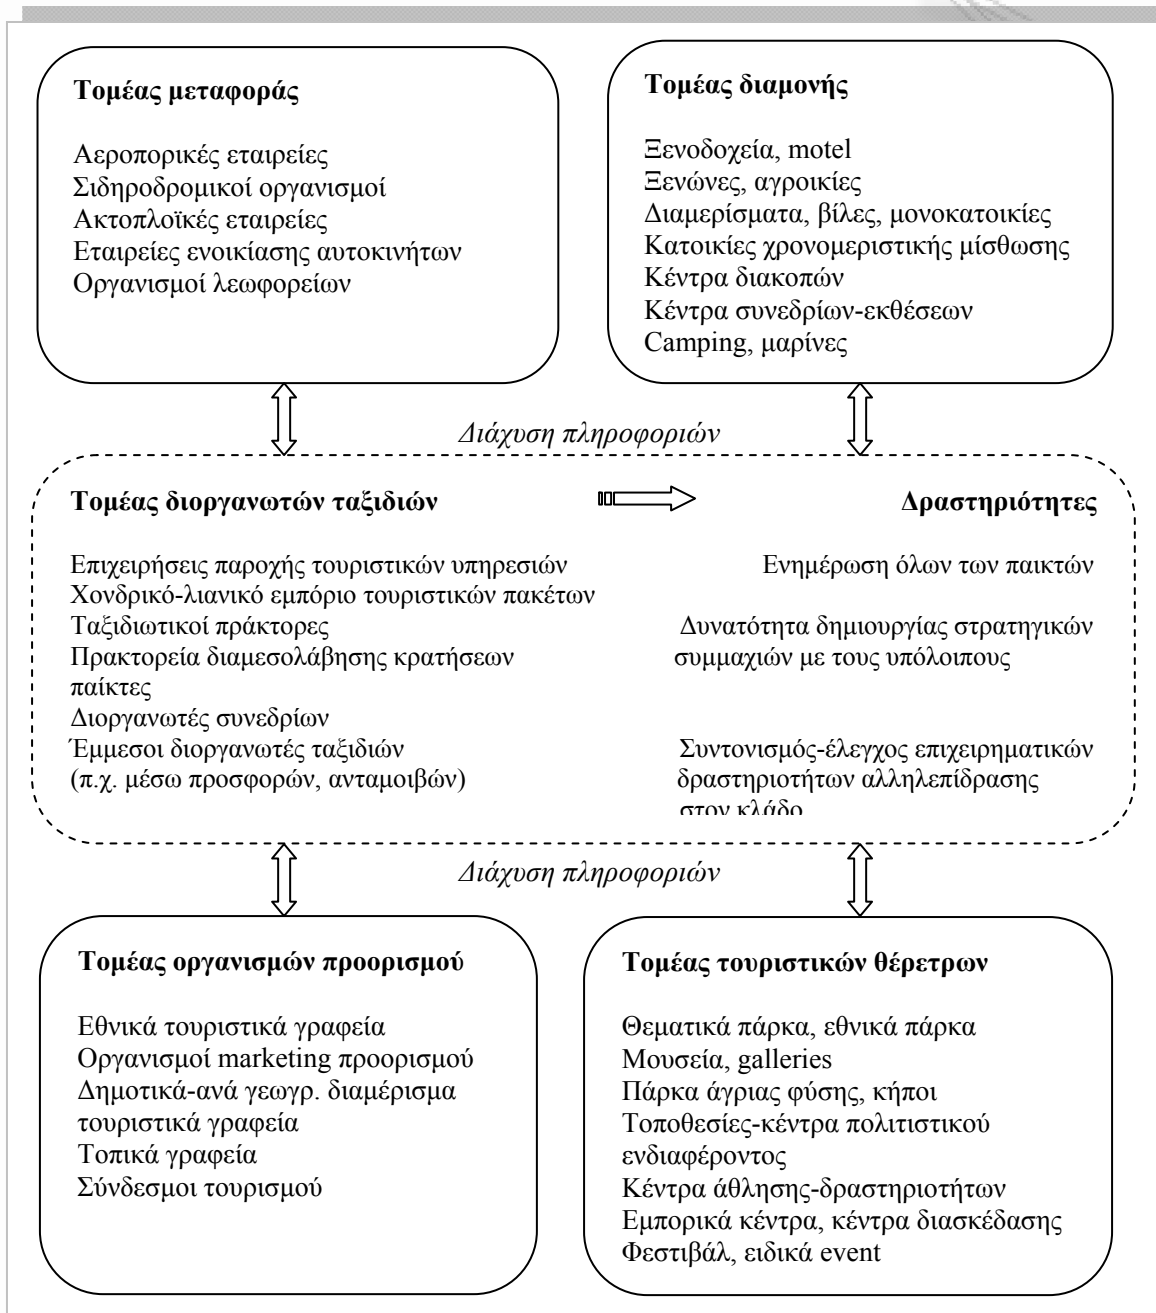 Τομέας μεταφοράς
Αεροπορικές εταιρείες
Σιδηροδρομικοί οργανισμοί
Ακτοπλοϊκές εταιρείες
Εταιρείες ενοικίασης αυτοκινήτων
Οργανισμοί λεωφορείων
Τομέας διαμονής
Ξενοδοχεία, motel
Ξενώνες, αγροικίες
Διαμερίσματα, βίλες, μονοκατοικίες
Κατοικίες χρονομεριστικής μίσθωσης
Κέντρα διακοπών
Κέντρα συνεδρίων-εκθέσεων
Camping, μαρίνες
Διάχυση πληροφοριών
Τομέας διοργανωτών ταξιδιών
Επιχειρήσεις παροχής τουριστικών υπηρεσιών
Χονδρικό-λιανικό εμπόριο τουριστικών πακέτων
Ταξιδιωτικοί πράκτορες
Πρακτορεία διαμεσολάβησης κρατήσεων
παίκτες
Διοργανωτές συνεδρίων
Έμμεσοι διοργανωτές ταξιδιών
(π.χ. μέσω προσφορών, ανταμοιβών)
Δραστηριότητες
Ενημέρωση όλων των παικτών
Δυνατότητα δημιουργίας στρατηγικών
συμμαχιών με τους υπόλοιπους
Συντονισμός-έλεγχος επιχειρηματικών
δραστηριοτήτων αλληλεπίδρασης
στον κλάδο
Διάχυση πληροφοριών
Τομέας οργανισμών προορισμού
Εθνικά τουριστικά γραφεία
Οργανισμοί marketing προορισμού
Δημοτικά-ανά γεωγρ. διαμέρισμα
τουριστικά γραφεία
Τοπικά γραφεία
Σύνδεσμοι τουρισμού
Τομέας τουριστικών θέρετρων
Θεματικά πάρκα, εθνικά πάρκα
Μουσεία, galleries
Πάρκα άγριας φύσης, κήποι
Τοποθεσίες-κέντρα πολιτιστικού
ενδιαφέροντος
Κέντρα άθλησης-δραστηριοτήτων
Εμπορικά κέντρα, κέντρα διασκέδασης
Φεστιβάλ, ειδικά event